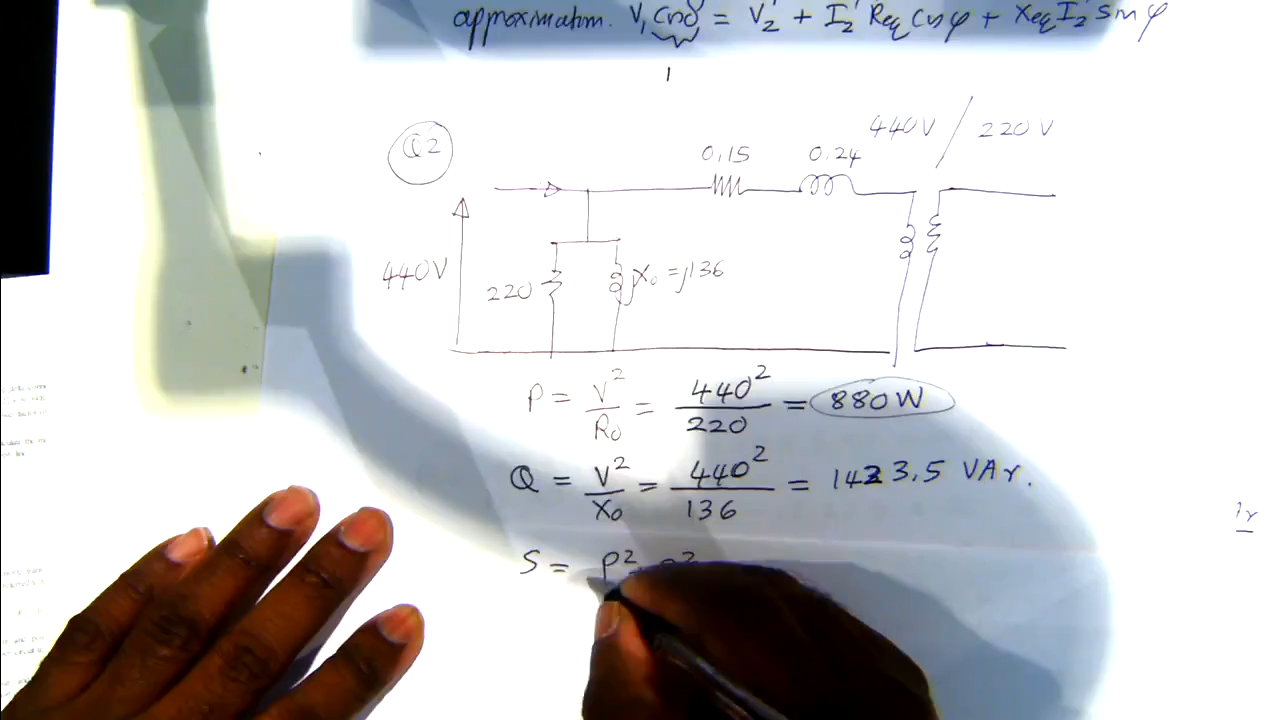 approximation. V₁ cosδ = V₂' + I₂' Req cosφ + Xeq I₂' sinφ
1
Q2
440V / 220V
0.15 0.24
440V
220
X₀ = j136
P = V²/R₀ = 440²/220 = 880W
Q = V²/X₀ = 440²/136 = 1423.5 VAr.
S = P²